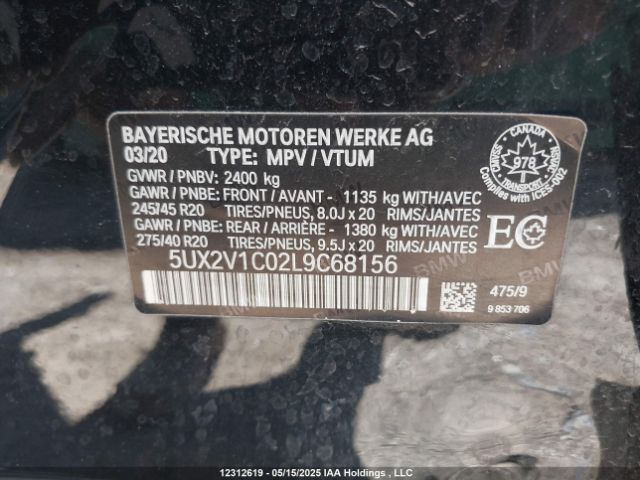 BAYERISCHE MOTOREN WERKE AG
03/20 TYPE: MPV / VTUM
GVWR / PNBV: 2400 kg
GAWR / PNBE: FRONT / AVANT - 1135 kg WITH/AVEC
245/45 R20 TIRES/PNEUS, 8.0J x 20 RIMS/JANTES
GAWR / PNBE: REAR / ARRIÈRE - 1380 kg WITH/AVEC
275/40 R20 TIRES/PNEUS, 9.5J x 20 RIMS/JANTES
5UX2V1C02L9C68156
CANADA
CMVSS
978
NSVAC
TRANSPORT
Complies with ICES-002
EC
475/9
9 853 706
BMW
12312619 - 05/15/2025 IAA Holdings , LLC